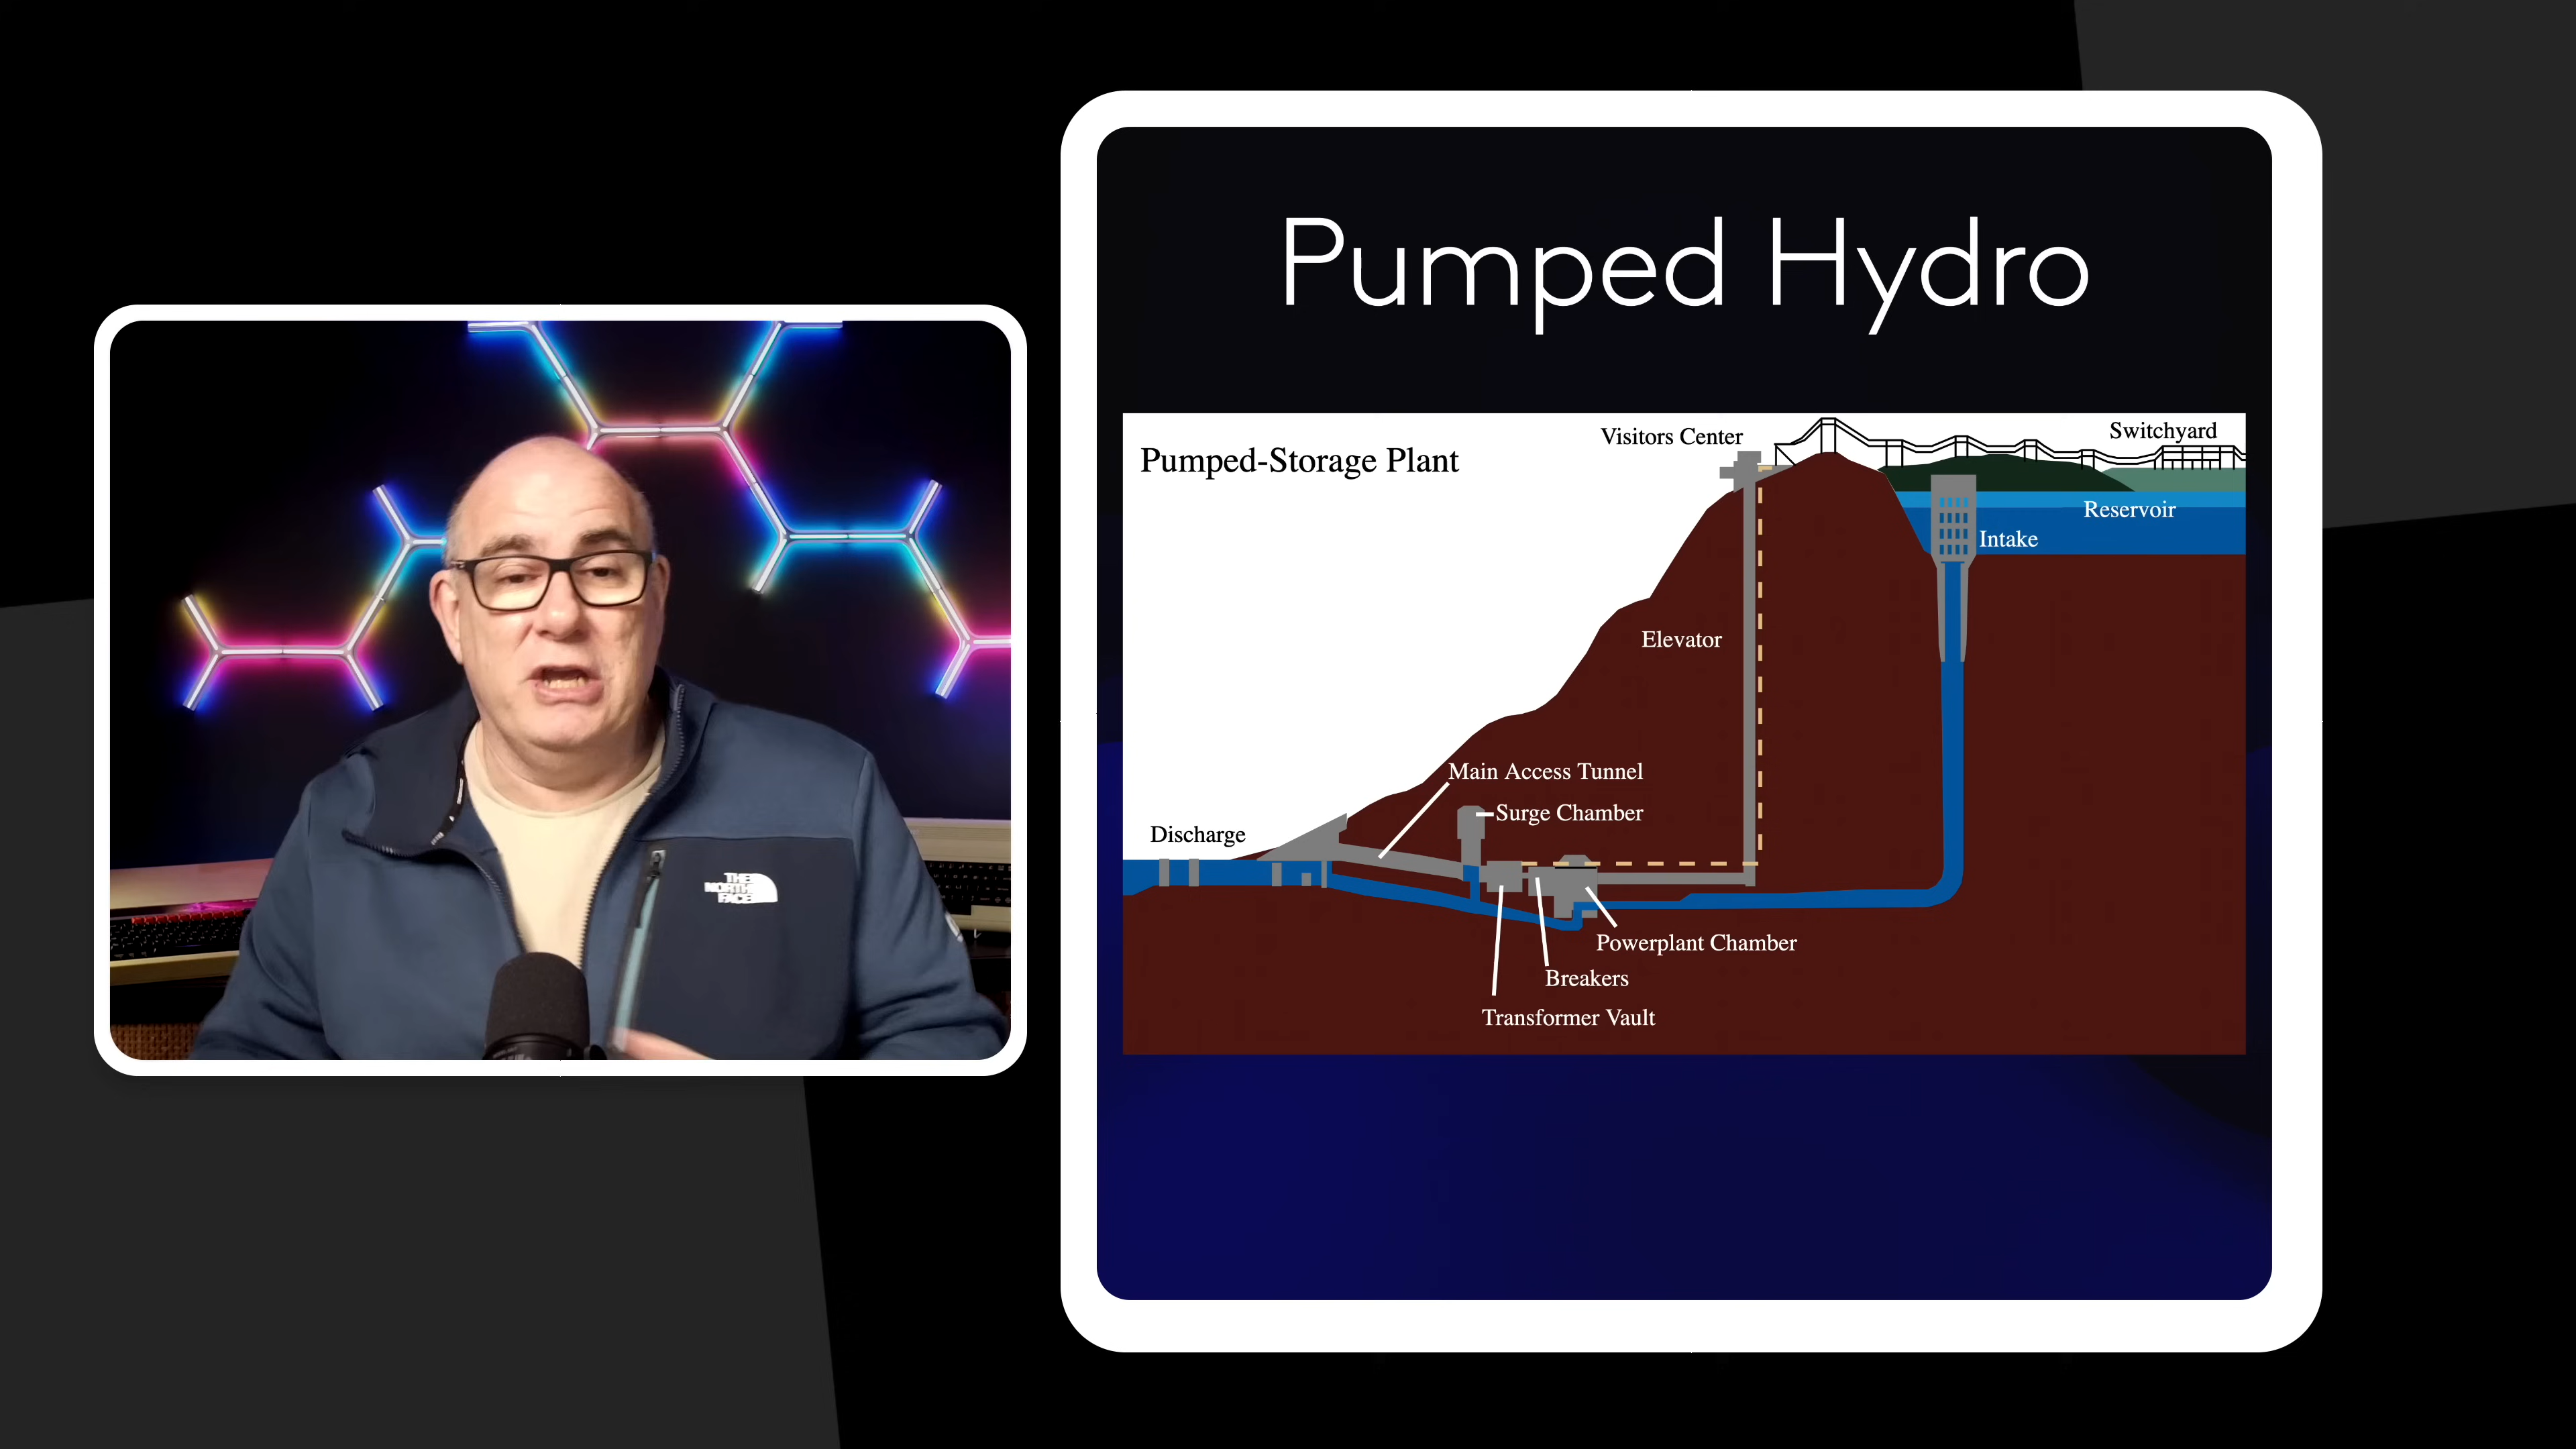 Pumped Hydro
Pumped-Storage Plant
Visitors Center
Switchyard
Reservoir
Intake
Elevator
Main Access Tunnel
Surge Chamber
Discharge
Powerplant Chamber
Breakers
Transformer Vault
THE
NORTH
FACE